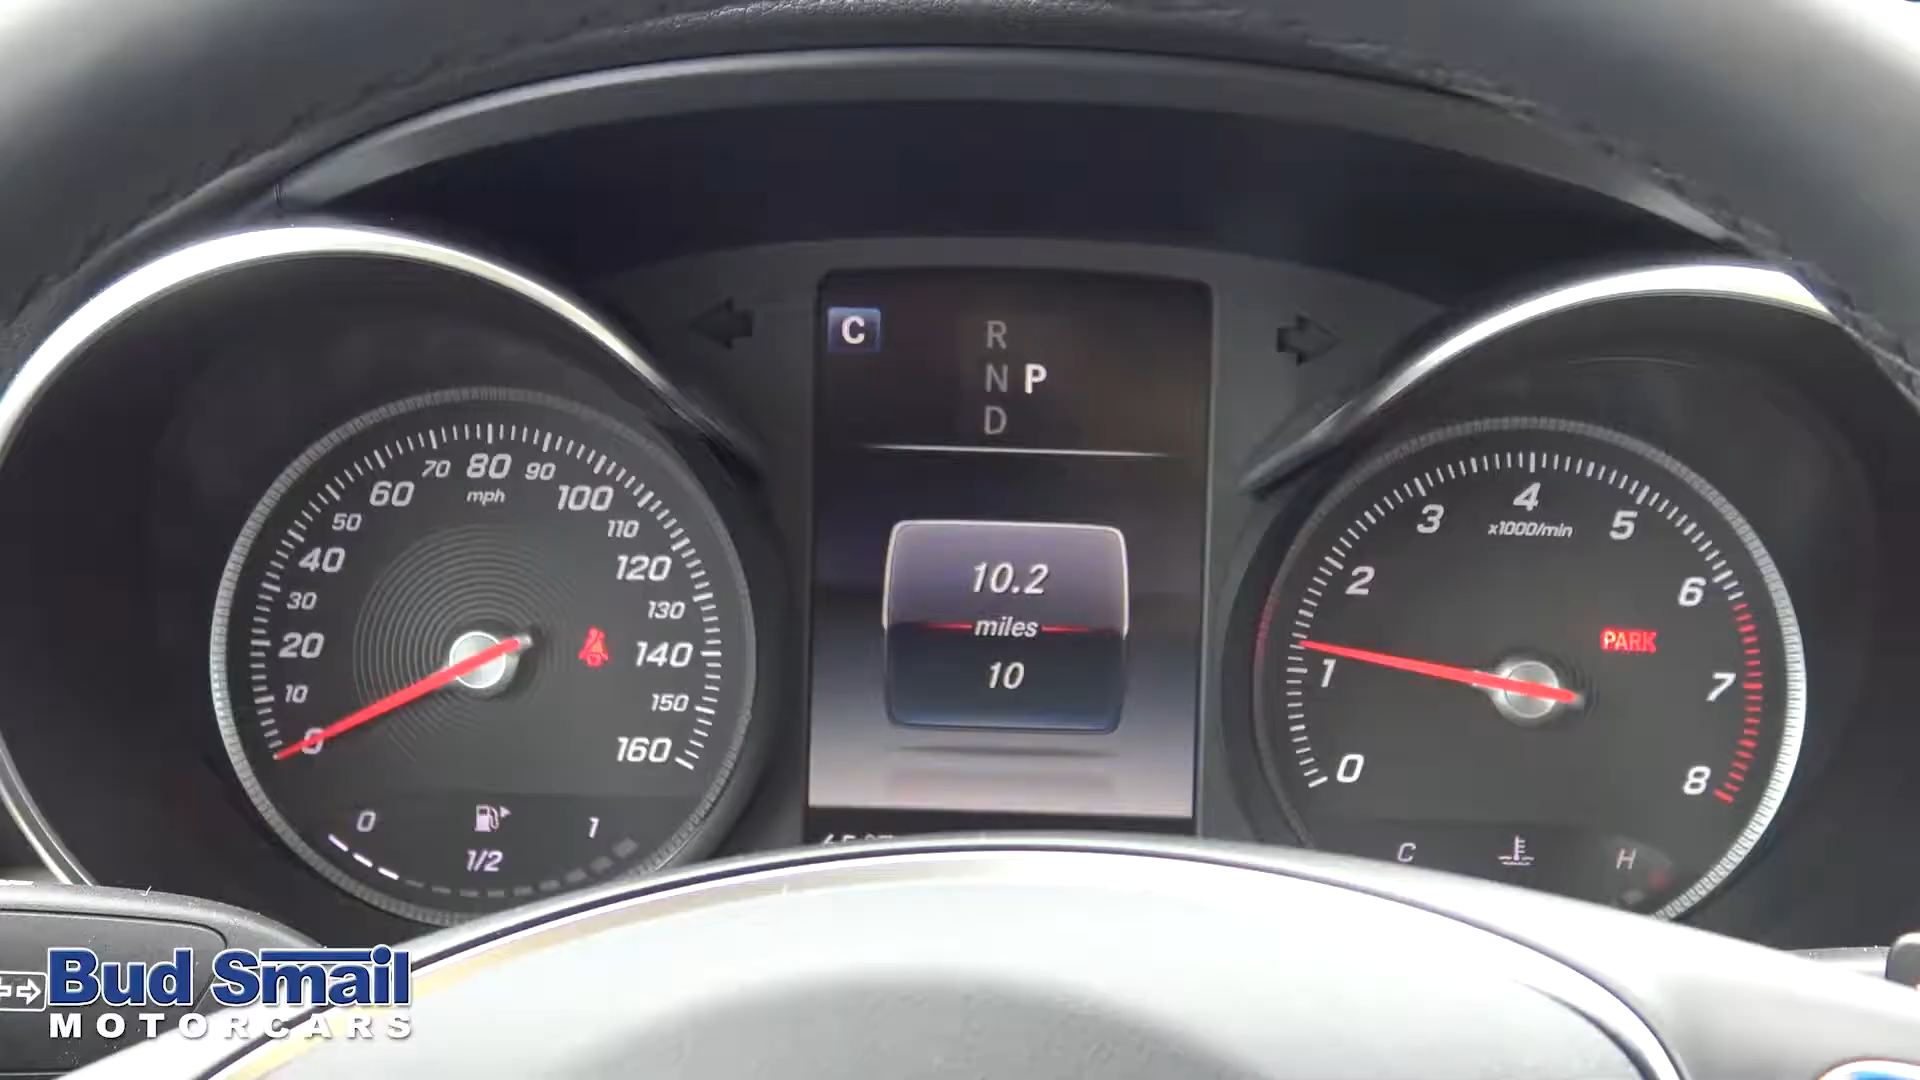 C
R
N P
D
70 80 90
60 mph 100
50 110
40 120
30 130
20 140
10 150
0 160
0 1
1/2
10.2
miles
10
4
3 5
x1000/min
2 6
PARK
1 7
0 8
C H
Bud Smail
MOTORCARS